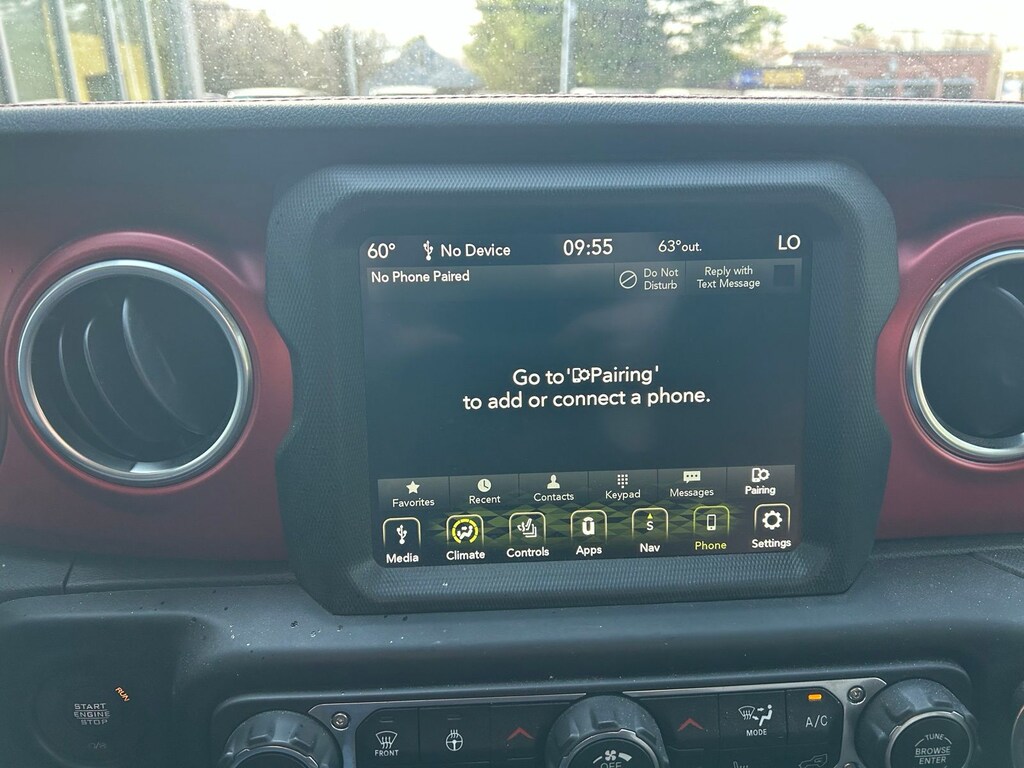 60° No Device 09:55 63°out. LO
No Phone Paired Do Not Disturb Reply with Text Message
Go to 'Pairing'
to add or connect a phone.
Favorites Recent Contacts Keypad Messages Pairing
Media Climate Controls Apps S Nav Phone Settings
RUN
START
ENGINE
STOP
FRONT
OFF
MODE
A/C
TUNE
BROWSE
ENTER